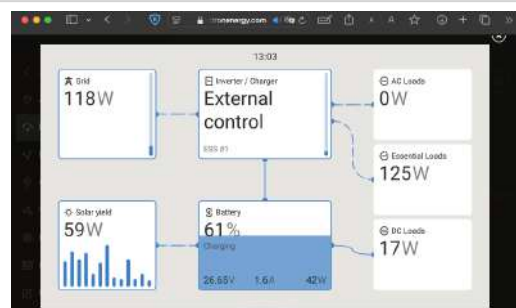 13:03
Grid
118W
Inverter / Charger
External
control
ESS #1
AC Loads
0W
Essential Loads
125W
Solar yield
59W
Battery
61%
Charging
26.65V 1.6A 42W
DC Loads
17W